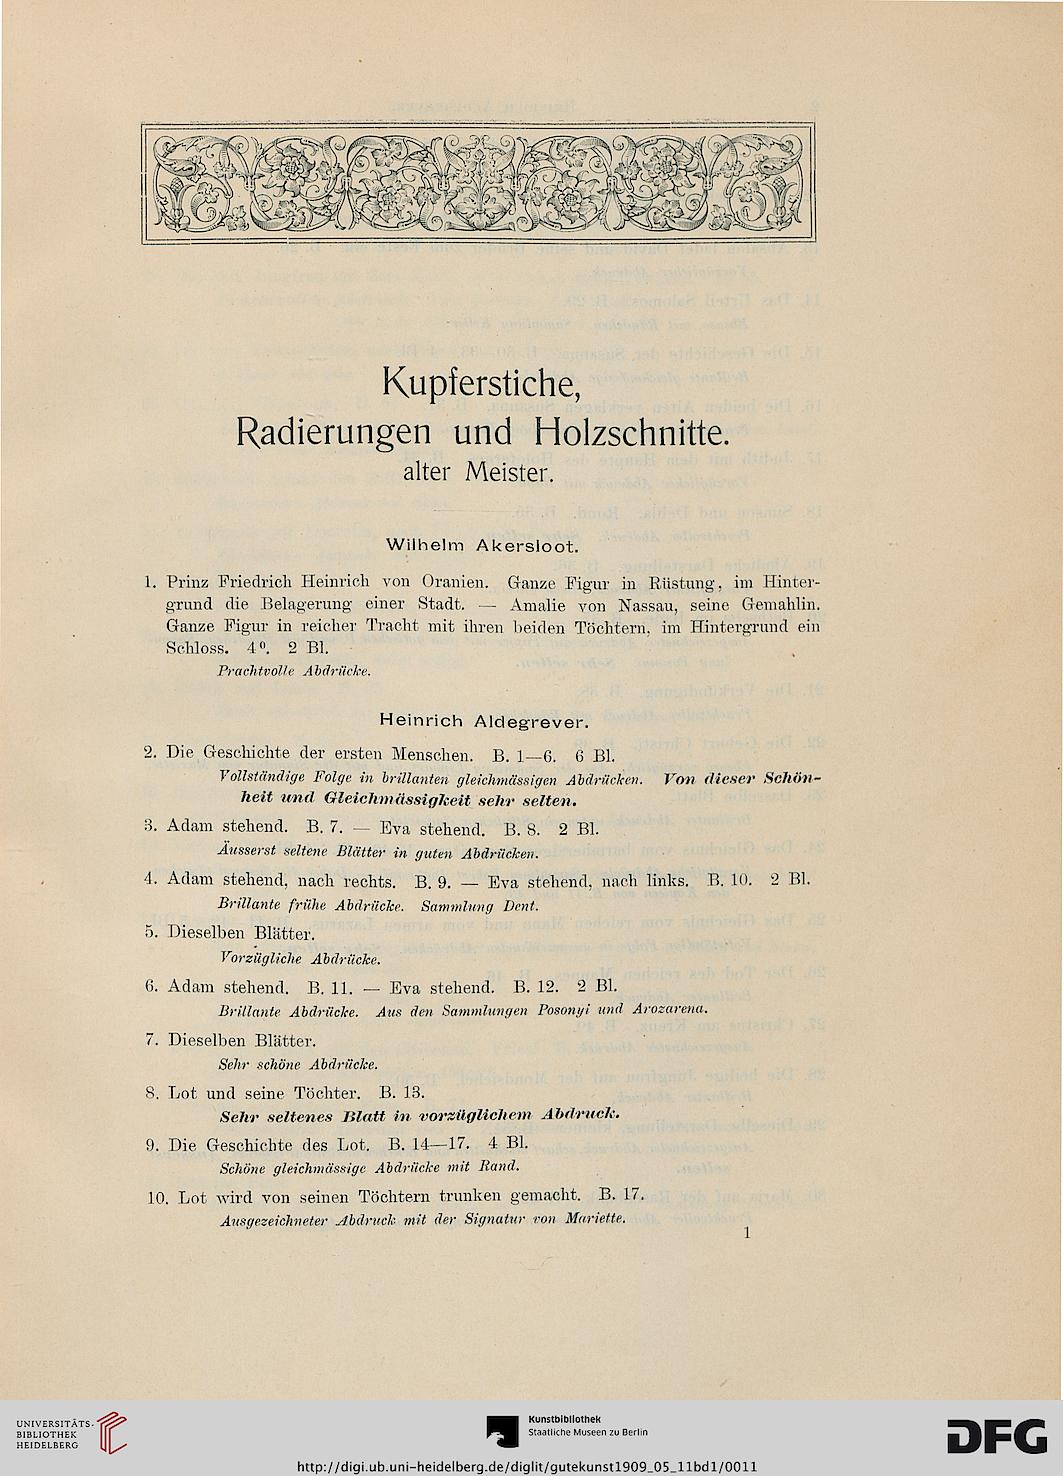 Kupferstiche,
Radierungen und Holzschnitte.
alter Meister.
Wilhelm Akersloot.
1. Prinz Friedrich Heinrich von Oranien. Ganze Figur in Rüstung, im Hinter-
grund die Belagerung einer Stadt. — Amalie von Nassau, seine Gemahlin.
Ganze Figur in reicher Tracht mit ihren beiden Töchtern, im Hintergrund ein
Schloss. 4⁰. 2 Bl.
Prachtvolle Abdrücke.
Heinrich Aldegrever.
2. Die Geschichte der ersten Menschen. B. 1—6. 6 Bl.
Vollständige Folge in brillanten gleichmässigen Abdrücken. Von dieser Schön-
heit und Gleichmässigkeit sehr selten.
3. Adam stehend. B. 7. — Eva stehend. B. 8. 2 Bl.
Äusserst seltene Blätter in guten Abdrücken.
4. Adam stehend, nach rechts. B. 9. — Eva stehend, nach links. B. 10. 2 Bl.
Brillante frühe Abdrücke. Sammlung Dent.
5. Dieselben Blätter.
Vorzügliche Abdrücke.
6. Adam stehend. B. 11. — Eva stehend. B. 12. 2 Bl.
Brillante Abdrücke. Aus den Sammlungen Posonyi und Arozarena.
7. Dieselben Blätter.
Sehr schöne Abdrücke.
8. Lot und seine Töchter. B. 13.
Sehr seltenes Blatt in vorzüglichem Abdruck.
9. Die Geschichte des Lot. B. 14—17. 4 Bl.
Schöne gleichmässige Abdrücke mit Rand.
10. Lot wird von seinen Töchtern trunken gemacht. B. 17.
Ausgezeichneter Abdruck mit der Signatur von Mariette.
1
UNIVERSITÄTS-
BIBLIOTHEK
HEIDELBERG
Kunstbibliothek
Staatliche Museen zu Berlin
DFG
http://digi.ub.uni-heidelberg.de/diglit/gutekunst1909_05_11bd1/0011